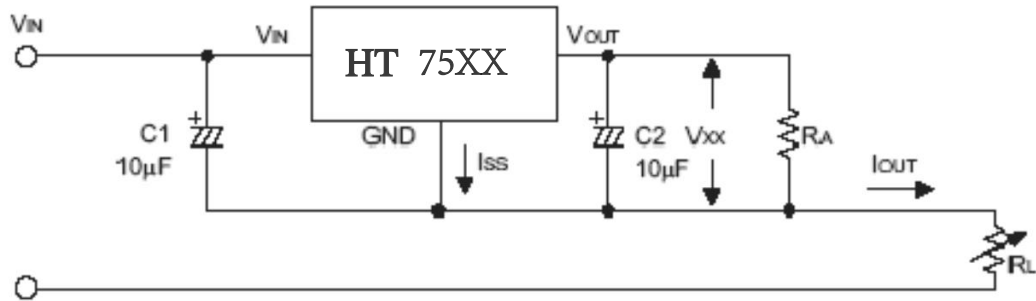 VIN
VIN
HT 75XX
VOUT
C1
10μF
GND
ISS
C2
10μF
VXX
RA
IOUT
RL